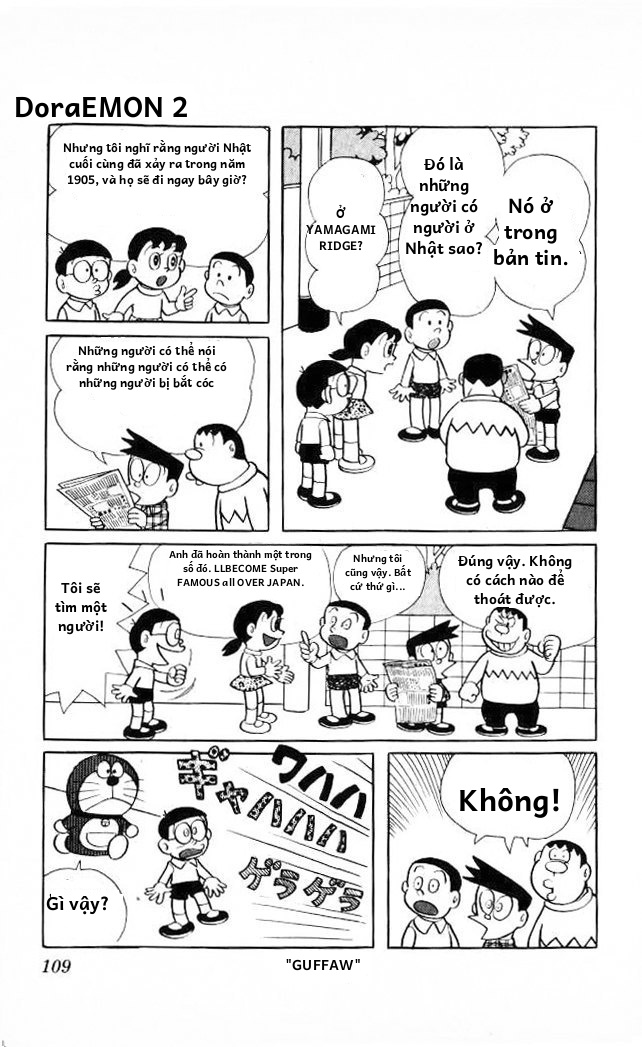 DoraEMON 2
Nó ở
trong
bản tin.
Đó là
những
người có
người ở
Nhật sao?
Ở
YAMAGAMI
RIDGE?
Nhưng tôi nghĩ rằng người Nhật
cuối cùng đã xảy ra trong năm
1905, và họ sẽ đi ngay bây giờ?
Những người có thể nói
rằng những người có thể có
những người bị bắt cóc
Đúng vậy. Không
có cách nào để
thoát được.
Nhưng tôi
cũng vậy. Bất
cứ thứ gì...
Anh đã hoàn thành một trong
số đó. LLBECOME Super
FAMOUS all OVER JAPAN.
Tôi sẽ
tìm một
người!
Không!
ワハハハ
ギャハハハハ
ゲラゲラ
Gì vậy?
109
"GUFFAW"